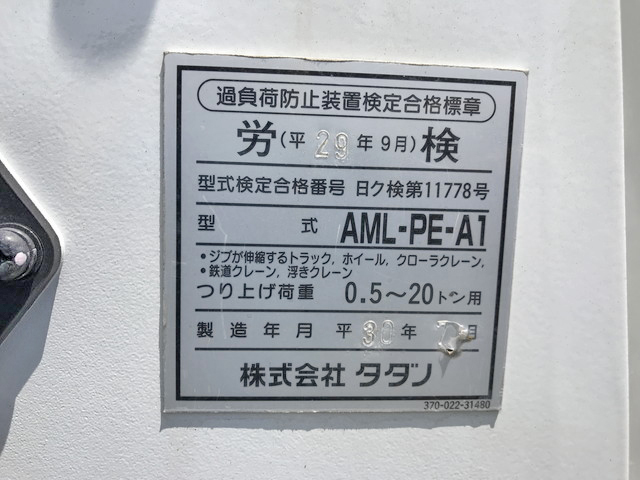 過負荷防止装置検定合格標章
労(平 29 年 9月)検
型式検定合格番号 日ク検第11778号
型式 AML-PE-A1
・ジブが伸縮するトラック, ホイール, クローラクレーン,
・鉄道クレーン, 浮きクレーン
つり上げ荷重 0.5～20トン用
製造年月 平 30 年 月
株式会社 タダノ
370-022-31480